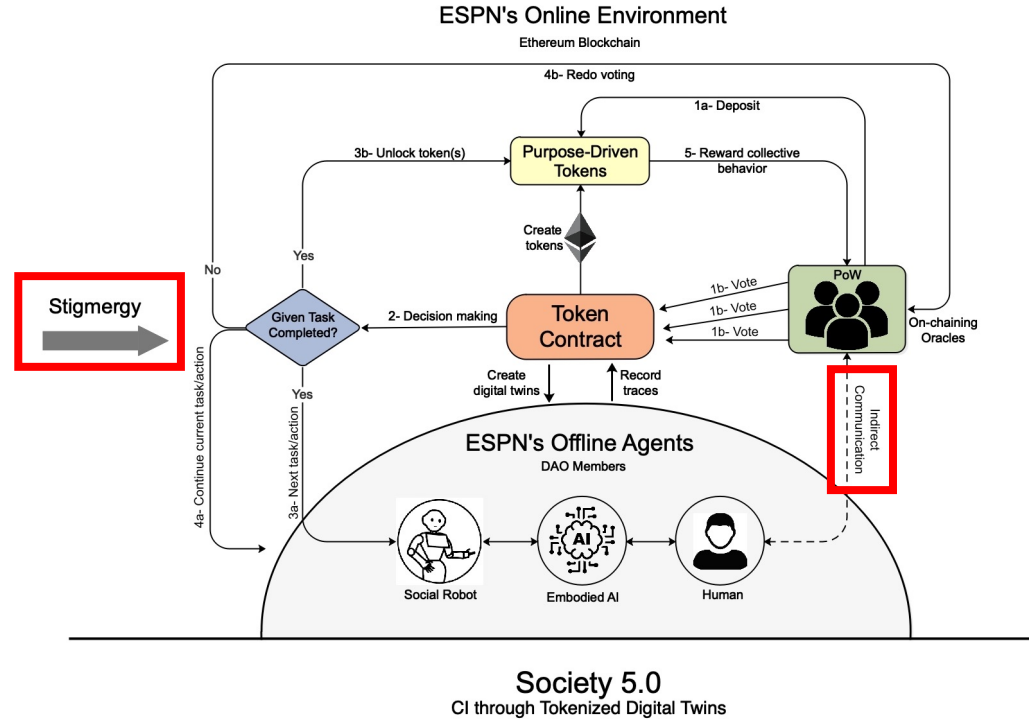 ESPN's Online Environment
Ethereum Blockchain
4b- Redo voting
1a- Deposit
3b- Unlock token(s)
Purpose-Driven
Tokens
5- Reward collective
behavior
Create
tokens
Yes
No
PoW
Stigmergy
Given Task
Completed?
2- Decision making
Token
Contract
1b- Vote
1b- Vote
1b- Vote
On-chaining
Oracles
Create
digital twins
Record
traces
Yes
Indirect
Communication
4a- Continue current task/action
3a- Next task/action
ESPN's Offline Agents
DAO Members
AI
Social Robot
Embodied AI
Human
Society 5.0
CI through Tokenized Digital Twins